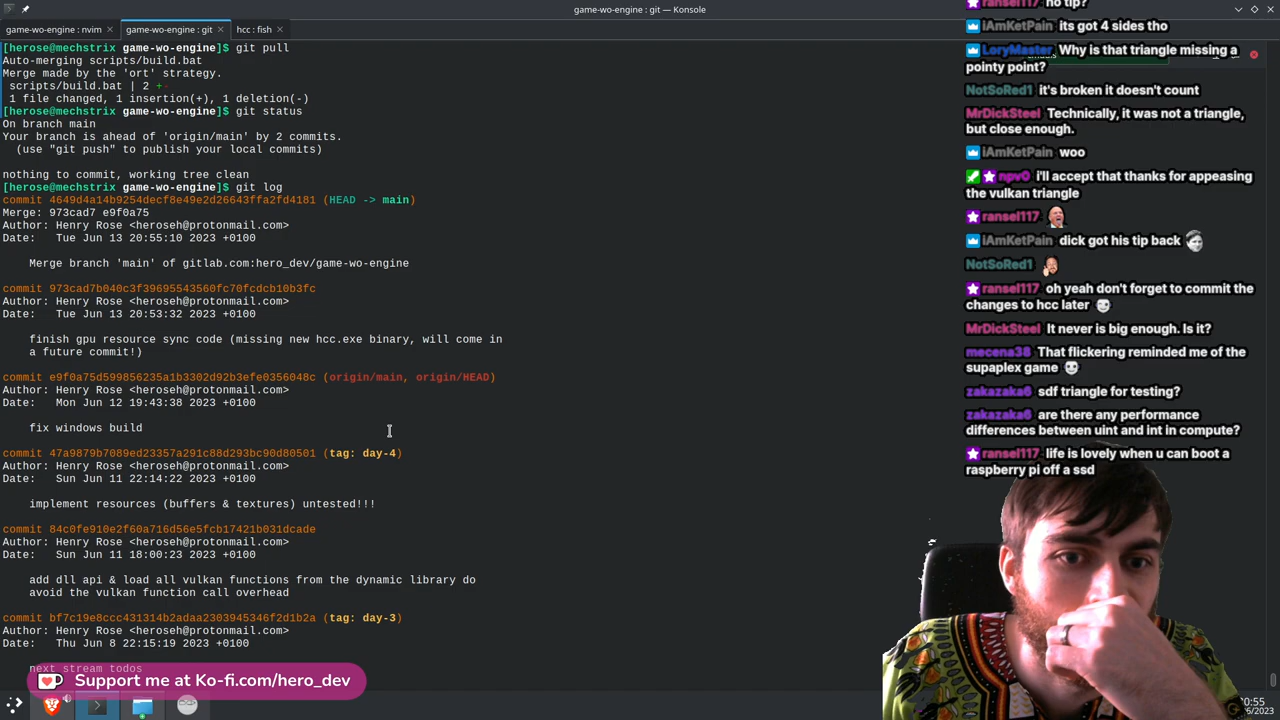 game-wo-engine : git — Konsole
game-wo-engine : nvim
game-wo-engine : git
hcc : fish
[herose@mechstrix game-wo-engine]$ git pull
Auto-merging scripts/build.bat
Merge made by the 'ort' strategy.
scripts/build.bat | 2 +-
1 file changed, 1 insertion(+), 1 deletion(-)
[herose@mechstrix game-wo-engine]$ git status
On branch main
Your branch is ahead of 'origin/main' by 2 commits.
(use "git push" to publish your local commits)
nothing to commit, working tree clean
[herose@mechstrix game-wo-engine]$ git log
commit 4649d4a14b9254decf8e49e2d26643ffa2fd4181 (HEAD -> main)
Merge: 973cad7 e9f0a75
Author: Henry Rose <heroseh@protonmail.com>
Date:   Tue Jun 13 20:55:10 2023 +0100
Merge branch 'main' of gitlab.com:hero_dev/game-wo-engine
commit 973cad7b040c3f39695543560fc70fcdcb10b3fc
Author: Henry Rose <heroseh@protonmail.com>
Date:   Tue Jun 13 20:53:32 2023 +0100
finish gpu resource sync code (missing new hcc.exe binary, will come in
a future commit!)
commit e9f0a75d599856235a1b3302d92b3efe0356048c (origin/main, origin/HEAD)
Author: Henry Rose <heroseh@protonmail.com>
Date:   Mon Jun 12 19:43:38 2023 +0100
fix windows build
commit 47a9879b7089ed23357a291c88d293bc90d80501 (tag: day-4)
Author: Henry Rose <heroseh@protonmail.com>
Date:   Sun Jun 11 22:14:22 2023 +0100
implement resources (buffers & textures) untested!!!
commit 84c0fe910e2f60a716d56e5fcb17421b031dcade
Author: Henry Rose <heroseh@protonmail.com>
Date:   Sun Jun 11 18:00:23 2023 +0100
add dll api & load all vulkan functions from the dynamic library do
avoid the vulkan function call overhead
commit bf7c19e8ccc431314b2adaa2303945346f2d1b2a (tag: day-3)
Author: Henry Rose <heroseh@protonmail.com>
Date:   Thu Jun 8 22:15:19 2023 +0100
next stream todos
Support me at Ko-fi.com/hero_dev
ransel117 no tip?
iAmKetPain its got 4 sides tho
LoryMaster Why is that triangle missing a
pointy point?
NotSoRed1 it's broken it doesn't count
MrDickSteel Technically, it was not a triangle,
but close enough.
iAmKetPain woo
npv0 i'll accept that thanks for appeasing
the vulkan triangle
ransel117
iAmKetPain dick got his tip back
NotSoRed1
ransel117 oh yeah don't forget to commit the
changes to hcc later
MrDickSteel It never is big enough. Is it?
mecena38 That flickering reminded me of the
supaplex game
zakazaka6 sdf triangle for testing?
zakazaka6 are there any performance
differences between uint and int in compute?
ransel117 life is lovely when u can boot a
raspberry pi off a ssd